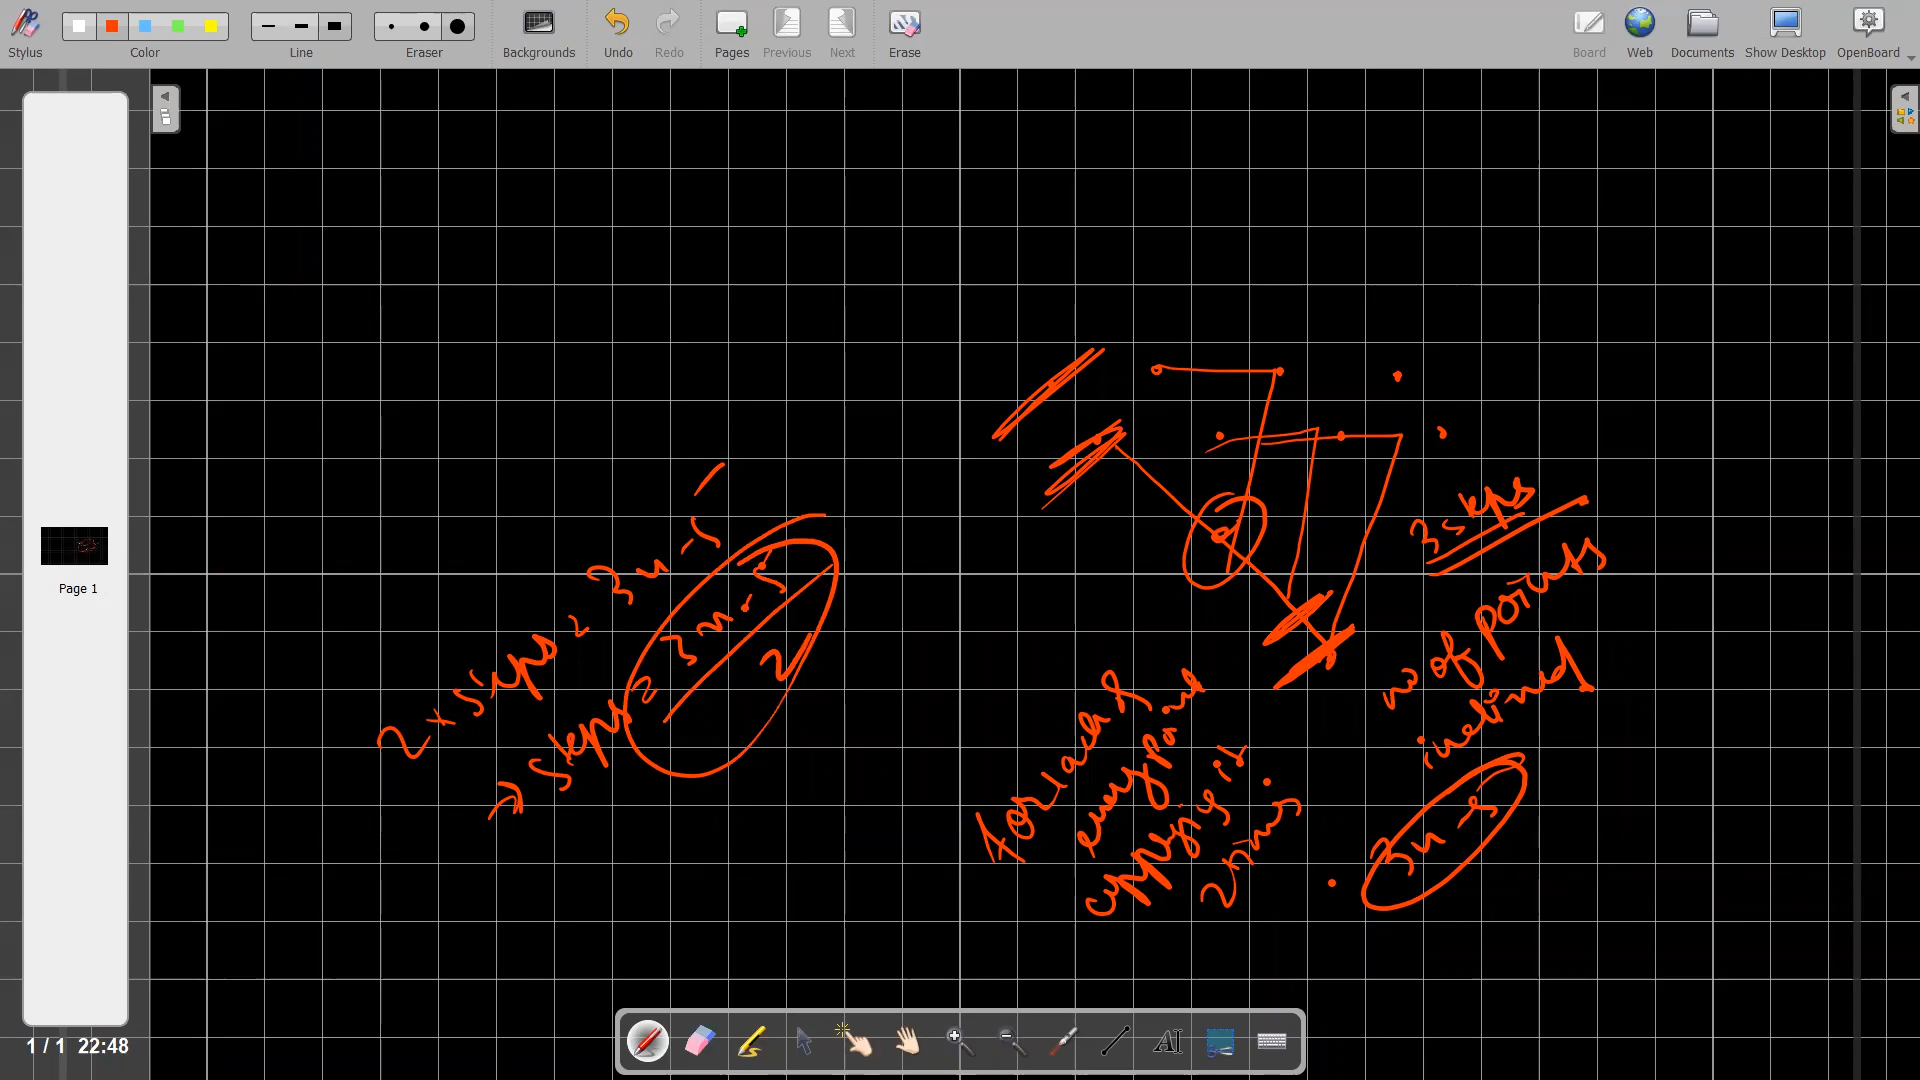 Stylus
Color
Line
Eraser
Backgrounds
Undo
Redo
Pages
Previous
Next
Erase
Board
Web
Documents
Show Desktop
OpenBoard
Page 1
1 / 1 22:48
2 x steps = 3n - 5
=> steps = 3n - 5
2
2
3 steps
no of points
inclined
3n - 5
every point
2 times